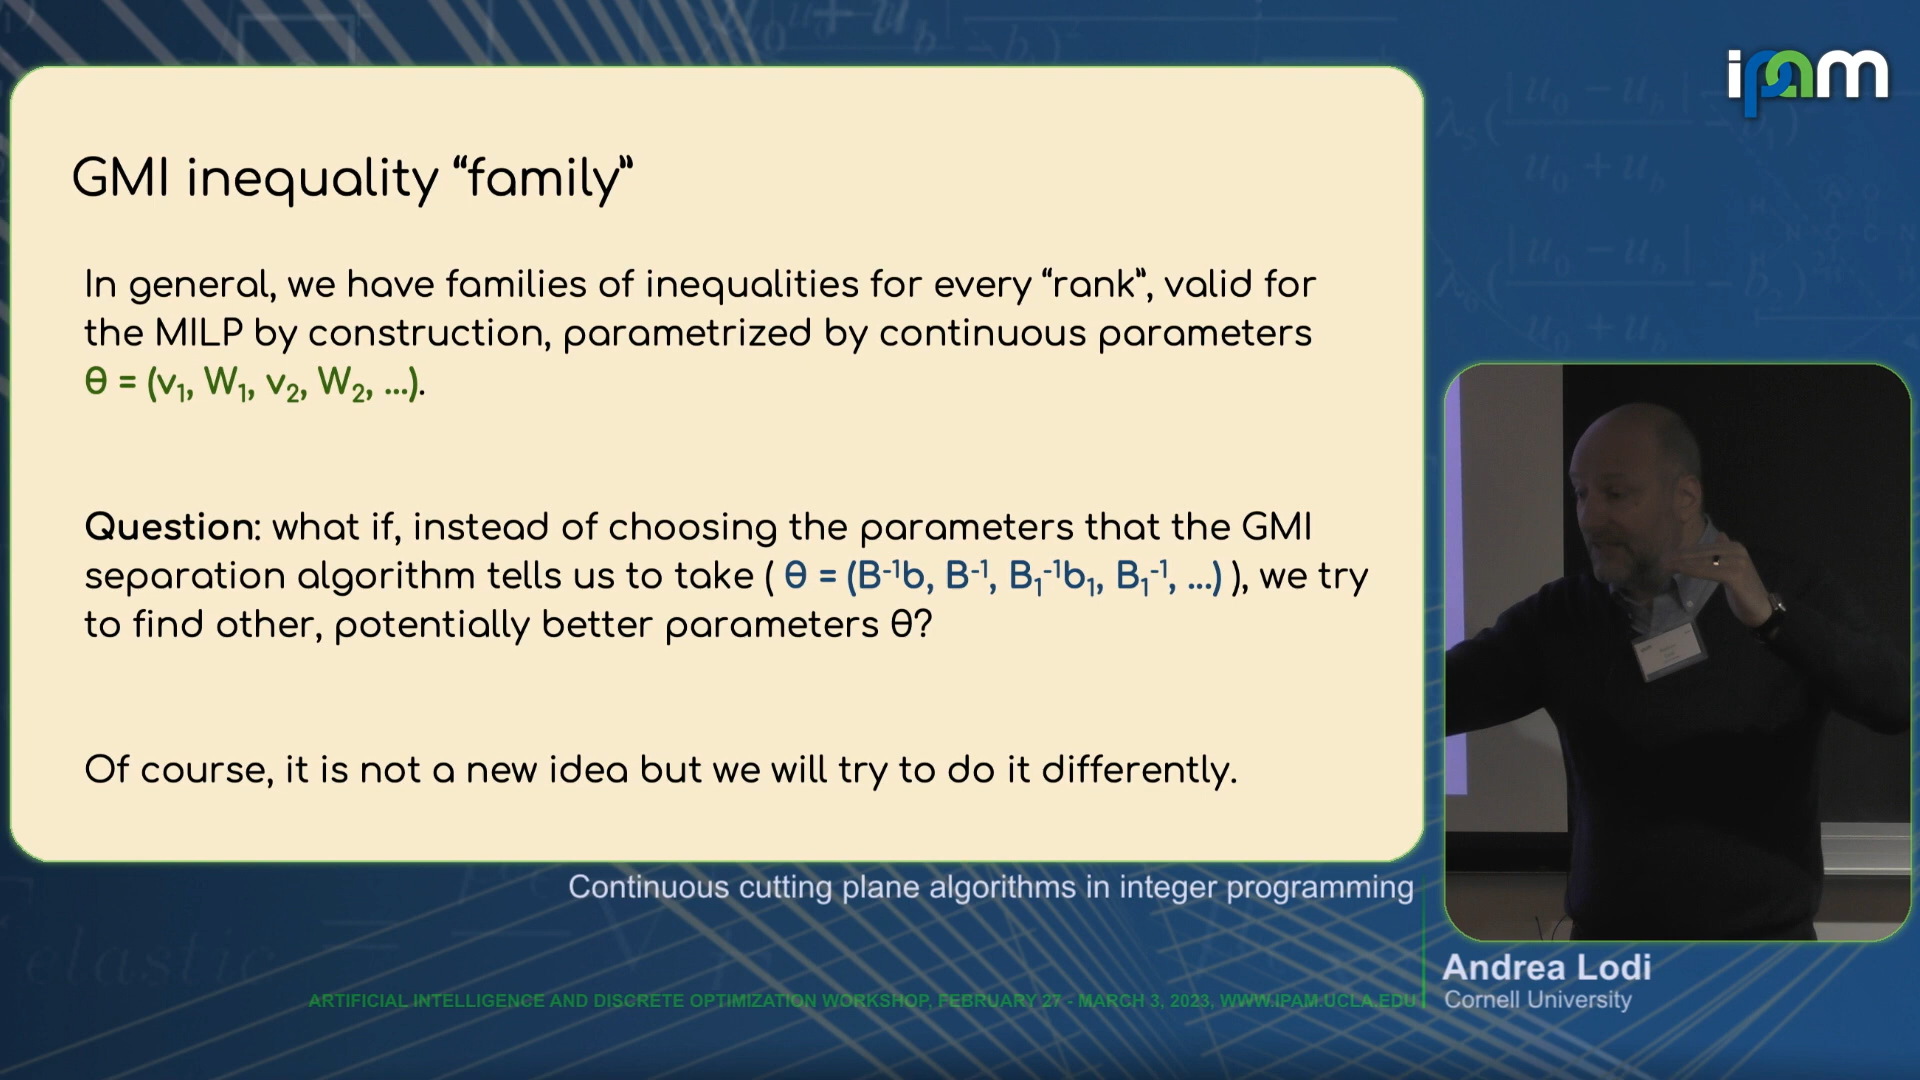 ipam
GMI inequality “family”
In general, we have families of inequalities for every “rank”, valid for
the MILP by construction, parametrized by continuous parameters
θ = (v₁, W₁, v₂, W₂, ...).
Question: what if, instead of choosing the parameters that the GMI
separation algorithm tells us to take ( θ = (B⁻¹b, B⁻¹, B₁⁻¹b₁, B₁⁻¹, ...) ), we try
to find other, potentially better parameters θ?
Of course, it is not a new idea but we will try to do it differently.
Continuous cutting plane algorithms in integer programming
Andrea Lodi
Cornell University
ARTIFICIAL INTELLIGENCE AND DISCRETE OPTIMIZATION WORKSHOP, FEBRUARY 27 - MARCH 3, 2023, WWW.IPAM.UCLA.EDU
elastic